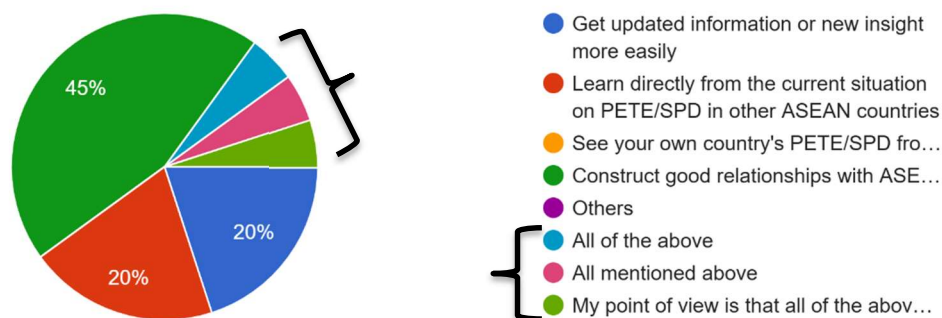 45%
20%
20%
Get updated information or new insight
more easily
Learn directly from the current situation
on PETE/SPD in other ASEAN countries
See your own country's PETE/SPD fro…
Construct good relationships with ASE…
Others
All of the above
All mentioned above
My point of view is that all of the abov…